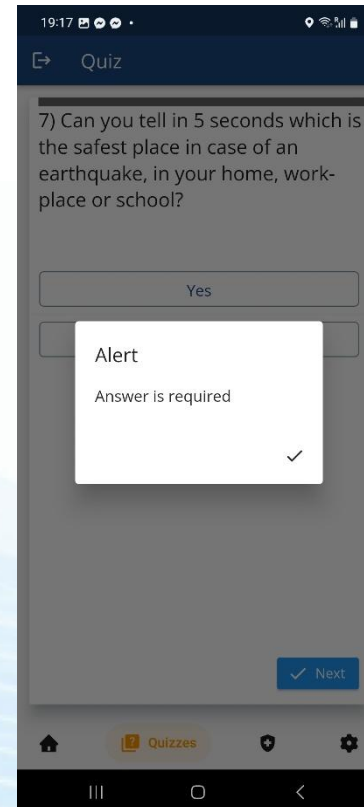 19:17
Quiz
7) Can you tell in 5 seconds which is
the safest place in case of an
earthquake, in your home, work-
place or school?
Yes
Alert
Answer is required
Next
Quizzes